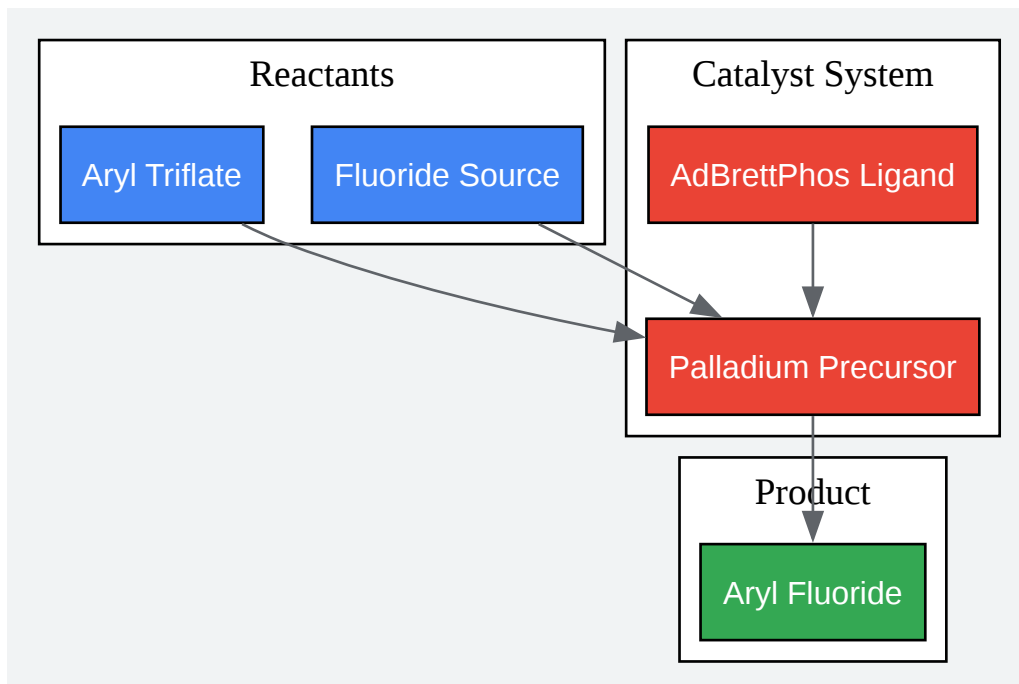 Reactants
Catalyst System
Aryl Triflate
Fluoride Source
AdBrettPhos Ligand
Palladium Precursor
Product
Aryl Fluoride